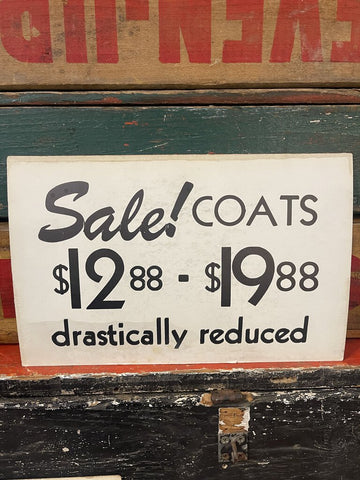 Sale! COATS
$12.88 - $19.88
drastically reduced